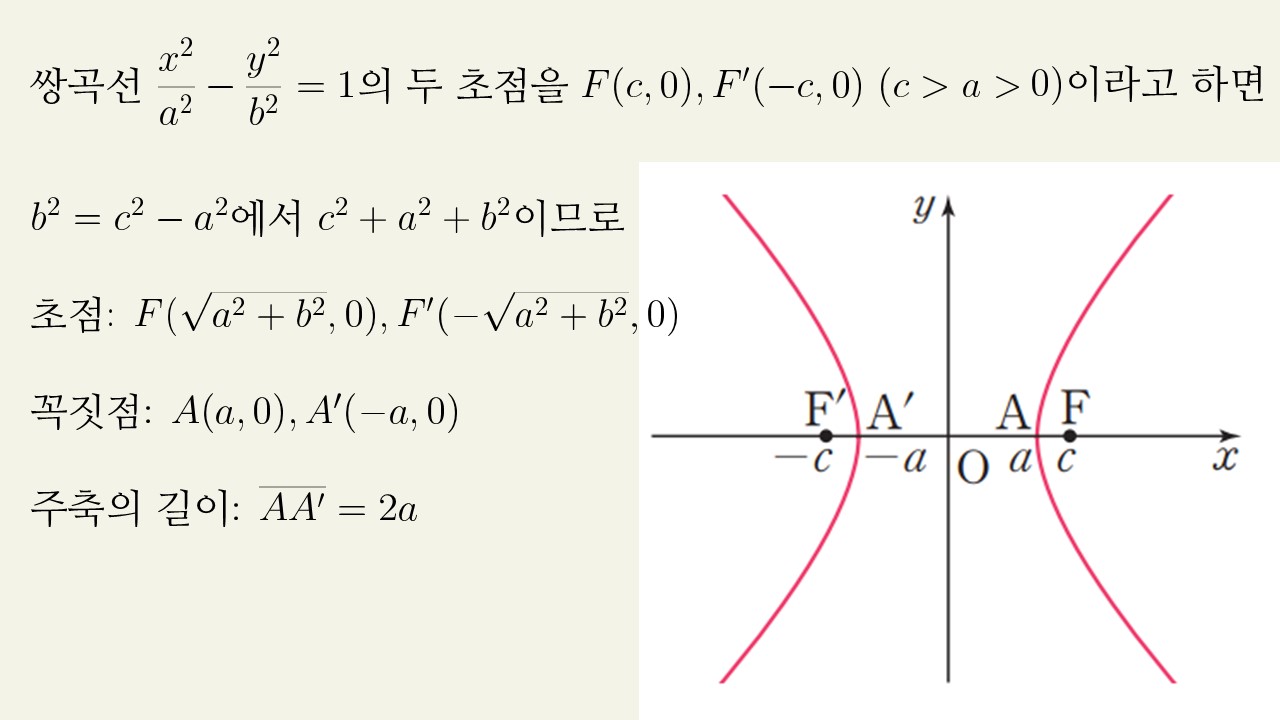 쌍곡선 x²/a² − y²/b² = 1의 두 초점을 F(c, 0), F′(−c, 0) (c > a > 0)이라고 하면
b² = c² − a²에서 c² + a² + b²이므로
초점: F(√(a² + b²), 0), F′(−√(a² + b²), 0)
꼭짓점: A(a, 0), A′(−a, 0)
주축의 길이: A͞A͞′ = 2a
y
F′ A′ A F
−c −a O a c x